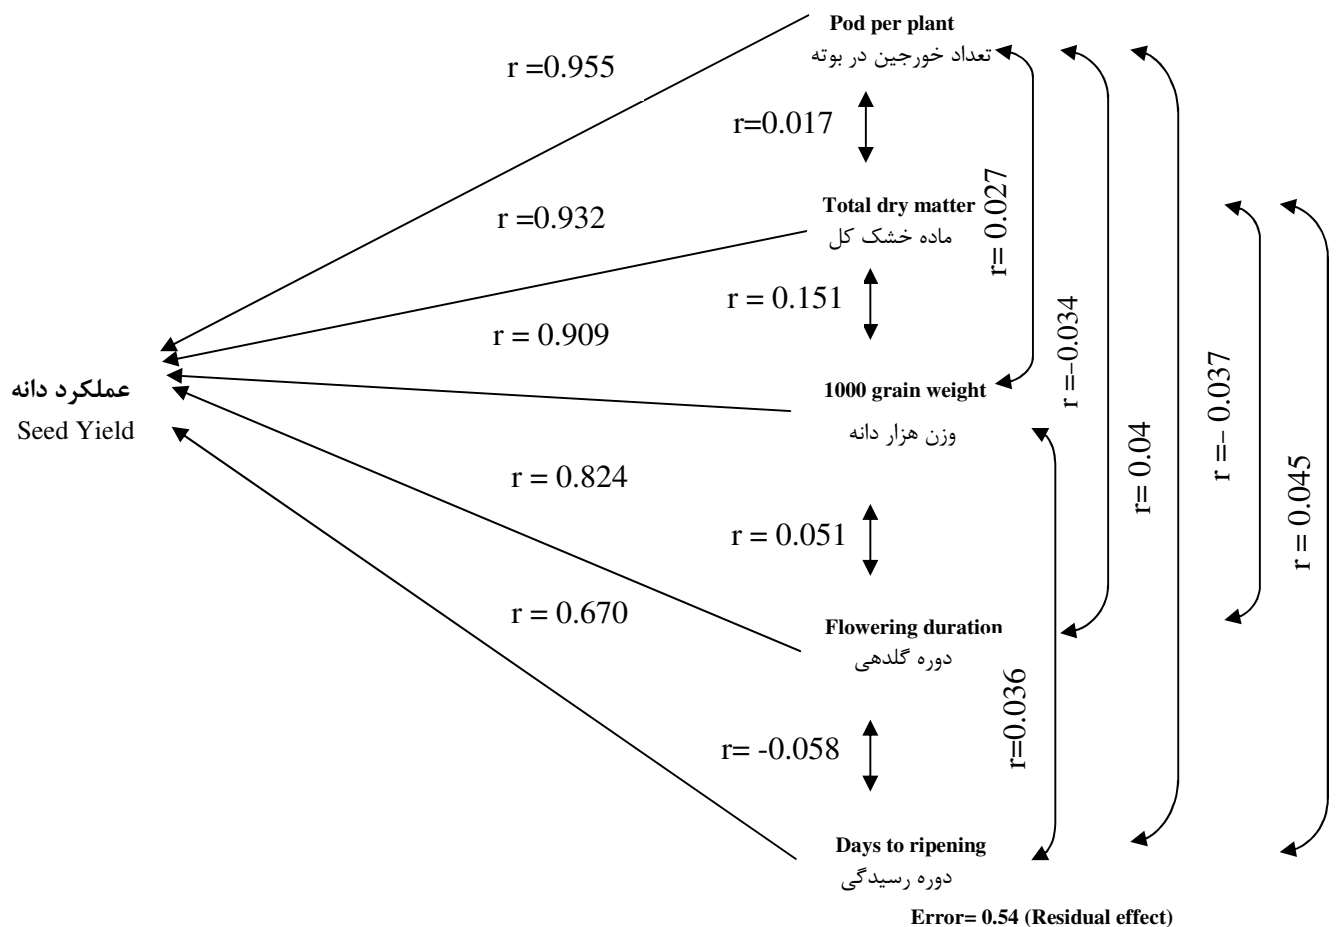 Pod per plant
تعداد خورجین در بوته
r =0.955
r=0.017
r= 0.027
Total dry matter
ماده خشک کل
r =0.932
r = 0.151
r =–0.034
r = 0.909
r =– 0.037
عملکرد دانه
Seed Yield
1000 grain weight
وزن هزار دانه
r= 0.04
r = 0.045
r = 0.824
r = 0.051
r = 0.670
Flowering duration
دوره گلدهی
r=0.036
r= -0.058
Days to ripening
دوره رسیدگی
Error= 0.54 (Residual effect)